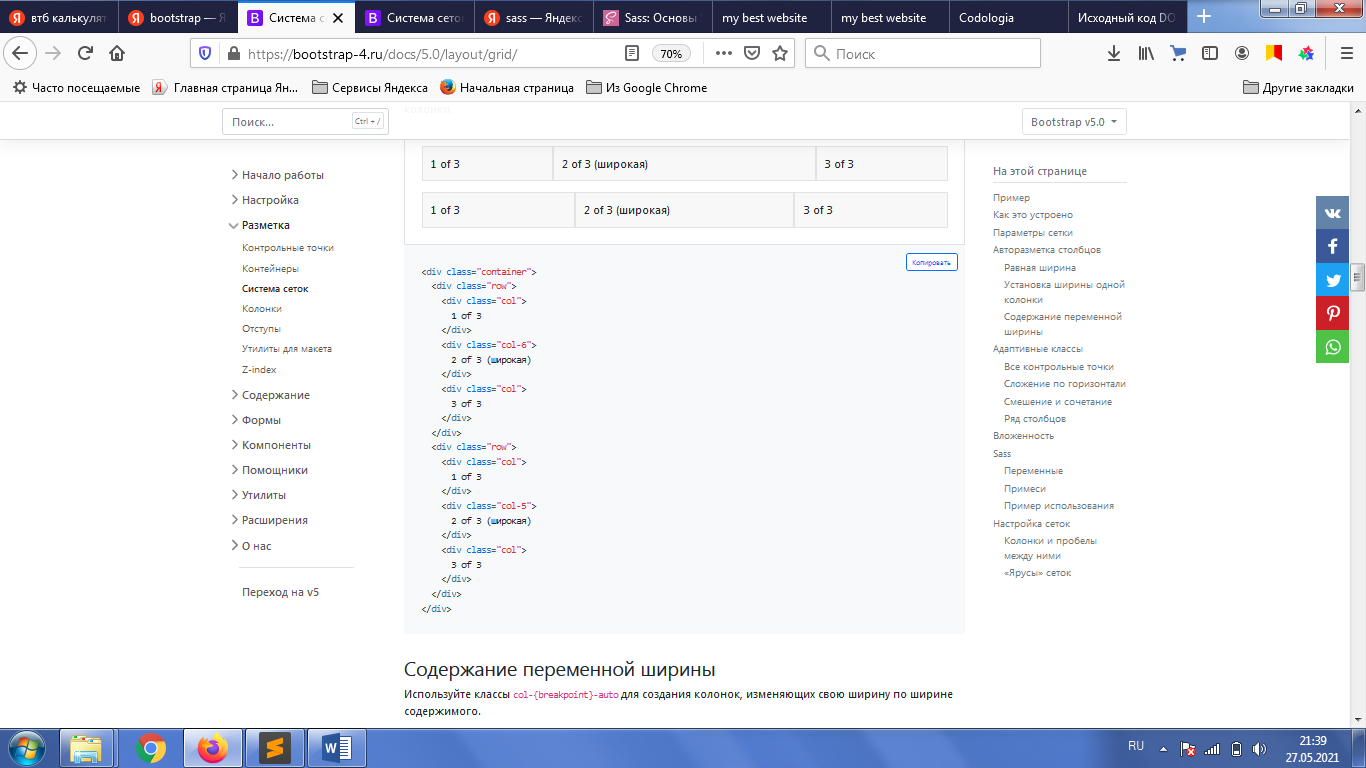 втб калькулят
bootstrap — Я
Система с
Система сето
sass — Яндекс
Sass: Основы
my best website
my best website
Codologia
Исходный код DO
https://bootstrap-4.ru/docs/5.0/layout/grid/
70%
Поиск
Часто посещаемые
Главная страница Ян...
Сервисы Яндекса
Начальная страница
Из Google Chrome
Другие закладки
Поиск...
Ctrl + /
Bootstrap v5.0
Начало работы
Настройка
Разметка
Контрольные точки
Контейнеры
Система сеток
Колонки
Отступы
Утилиты для макета
Z-index
Содержание
Формы
Компоненты
Помощники
Утилиты
Расширения
О нас
Переход на v5
1 of 3
2 of 3 (широкая)
3 of 3
1 of 3
2 of 3 (широкая)
3 of 3
Копировать
<div class="container">
<div class="row">
<div class="col">
1 of 3
</div>
<div class="col-6">
2 of 3 (широкая)
</div>
<div class="col">
3 of 3
</div>
</div>
<div class="row">
<div class="col">
1 of 3
</div>
<div class="col-5">
2 of 3 (широкая)
</div>
<div class="col">
3 of 3
</div>
</div>
</div>
Содержание переменной ширины
Используйте классы col-{breakpoint}-auto для создания колонок, изменяющих свою ширину по ширине
содержимого.
На этой странице
Пример
Как это устроено
Параметры сетки
Авторазметка столбцов
Равная ширина
Установка ширины одной
колонки
Содержание переменной
ширины
Адаптивные классы
Все контрольные точки
Сложение по горизонтали
Смешение и сочетание
Ряд столбцов
Вложенность
Sass
Переменные
Примеси
Пример использования
Настройка сеток
Колонки и пробелы
между ними
«Ярусы» сеток
RU
21:39
27.05.2021